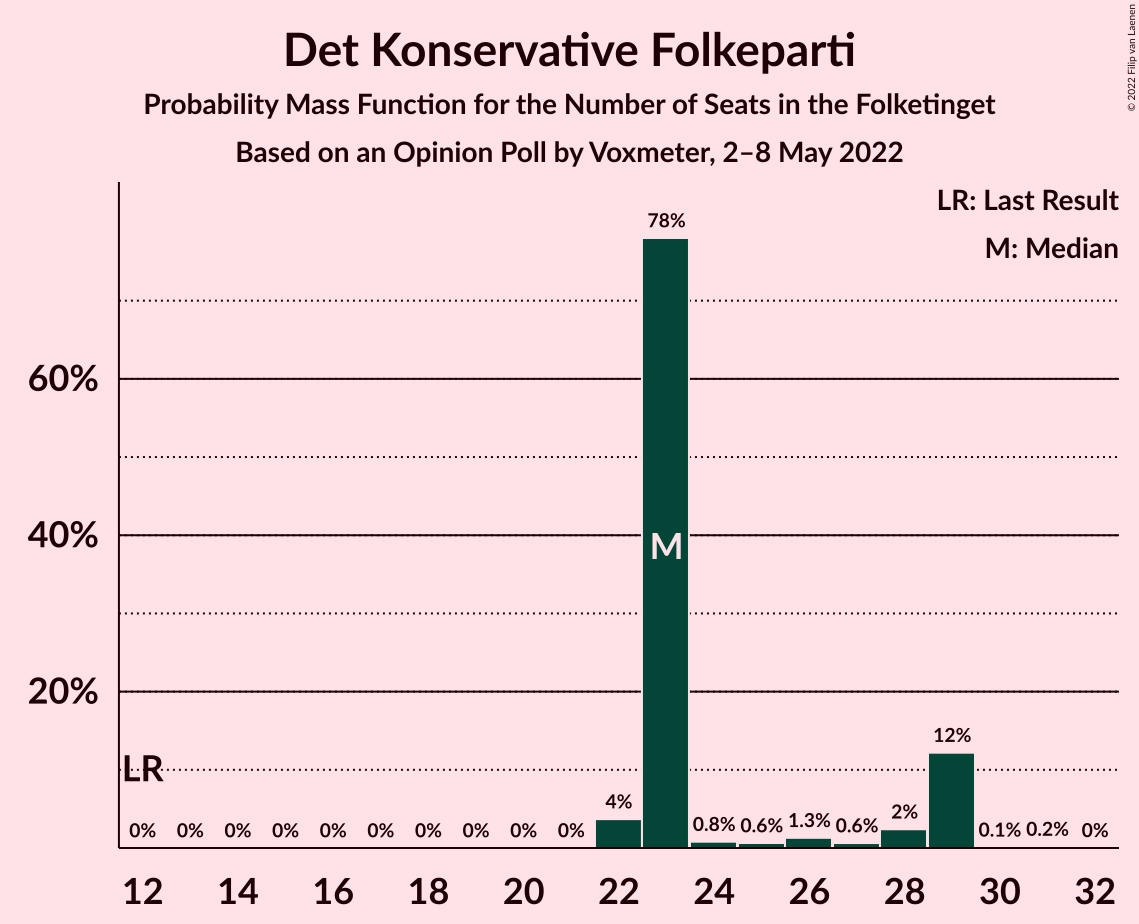 Det Konservative Folkeparti
Probability Mass Function for the Number of Seats in the Folketinget
Based on an Opinion Poll by Voxmeter, 2–8 May 2022
© 2022 Filip van Laenen
LR: Last Result
M: Median
78%
60%
40%
M
20%
12%
LR
0% 0% 0% 0% 0% 0% 0% 0% 0% 0% 4% 0.8% 0.6% 1.3% 0.6% 2% 0.1% 0.2% 0%
12 14 16 18 20 22 24 26 28 30 32